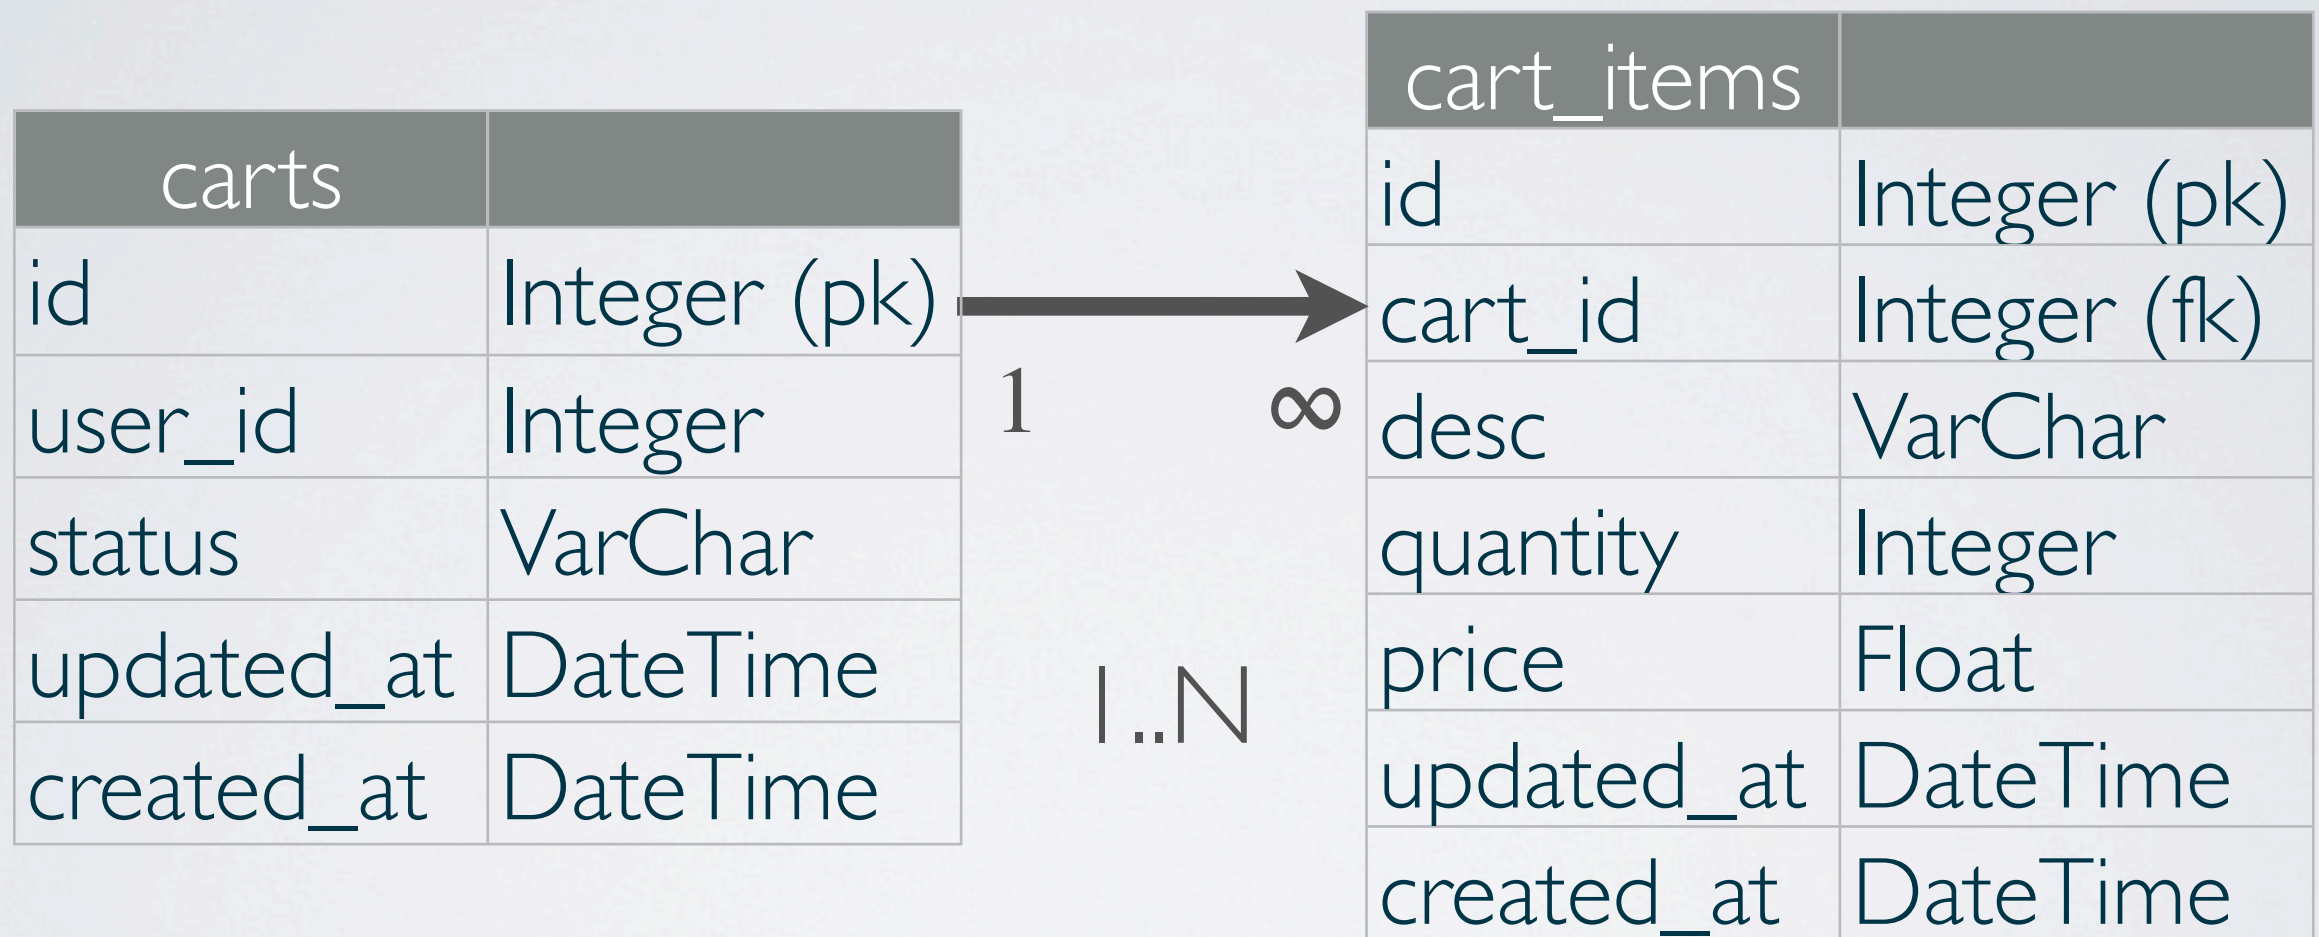 carts
id Integer (pk)
user_id Integer
status VarChar
updated_at DateTime
created_at DateTime
1 ∞
1..N
cart_items
id Integer (pk)
cart_id Integer (fk)
desc VarChar
quantity Integer
price Float
updated_at DateTime
created_at DateTime